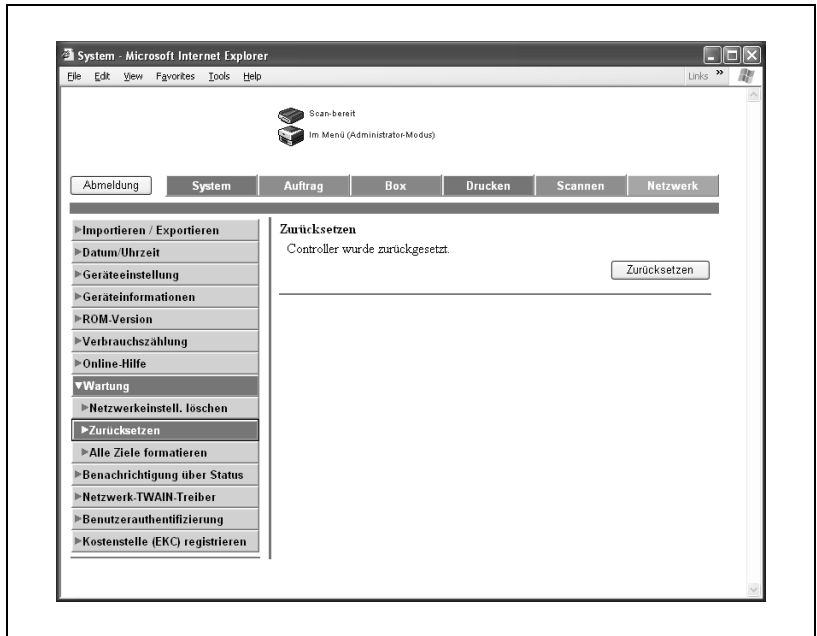 System - Microsoft Internet Explorer
File Edit View Favorites Tools Help
Links »
Scan-bereit
Im Menü (Administrator-Modus)
Abmeldung System Auftrag Box Drucken Scannen Netzwerk
Importieren / Exportieren
Datum/Uhrzeit
Geräteeinstellung
Geräteinformationen
ROM-Version
Verbrauchszählung
Online-Hilfe
Wartung
Netzwerkeinstell. löschen
Zurücksetzen
Alle Ziele formatieren
Benachrichtigung über Status
Netzwerk-TWAIN-Treiber
Benutzerauthentifizierung
Kostenstelle (EKC) registrieren
Zurücksetzen
Controller wurde zurückgesetzt.
Zurücksetzen